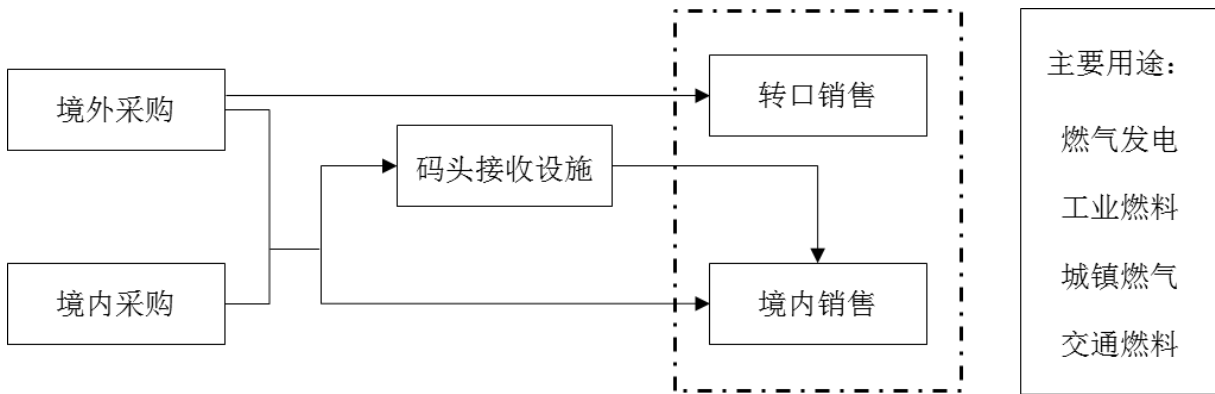 境外采购
境内采购
码头接收设施
转口销售
境内销售
主要用途：
燃气发电
工业燃料
城镇燃气
交通燃料